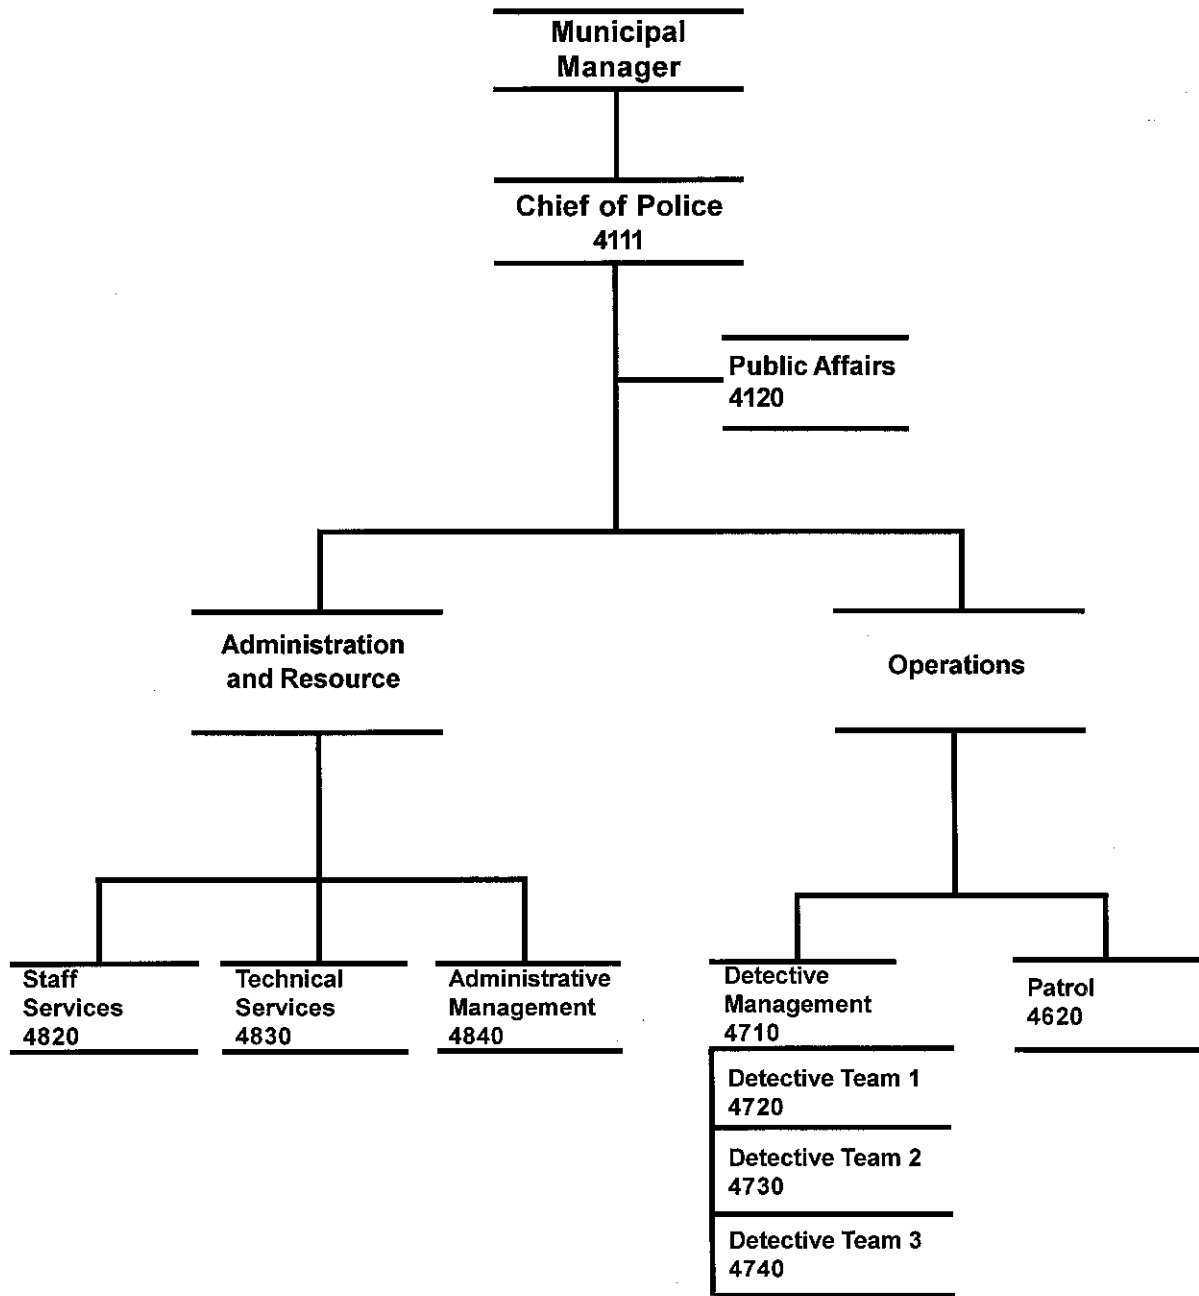 Municipal
Manager
Chief of Police
4111
Public Affairs
4120
Administration
and Resource
Operations
Staff
Services
4820
Technical
Services
4830
Administrative
Management
4840
Detective
Management
4710
Patrol
4620
Detective Team 1
4720
Detective Team 2
4730
Detective Team 3
4740